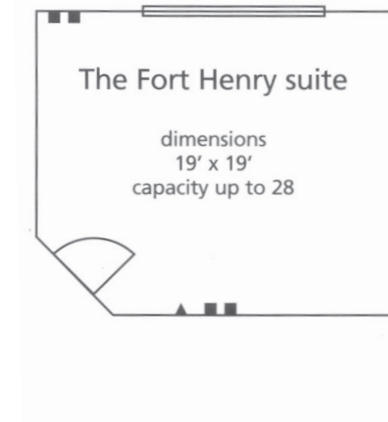 The Fort Henry suite
dimensions
19' x 19'
capacity up to 28